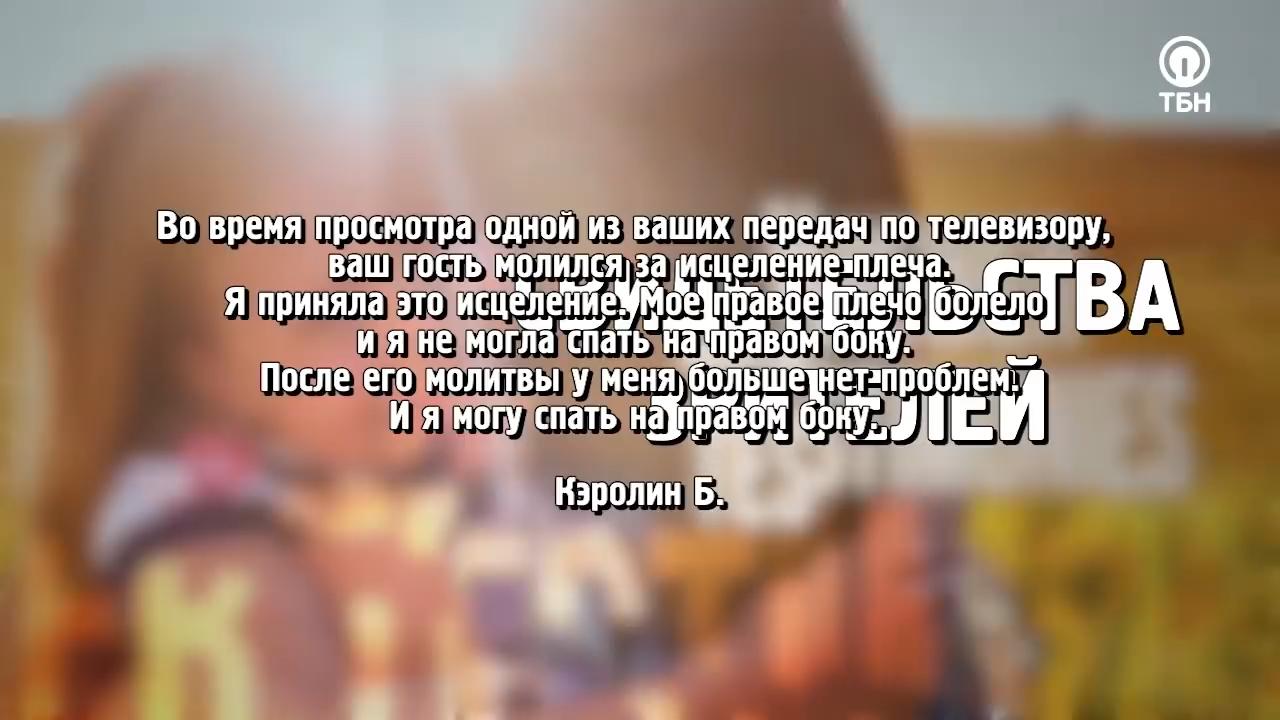 ТБН
Во время просмотра одной из ваших передач по телевизору,
ваш гость молился за исцеление плеча.
Я приняла это исцеление. Мое правое плечо болело
и я не могла спать на правом боку.
После его молитвы у меня больше нет проблем.
И я могу спать на правом боку.
Кэролин Б.
СВИДЕТЕЛЬСТВА
ЗРИТЕЛЕЙ